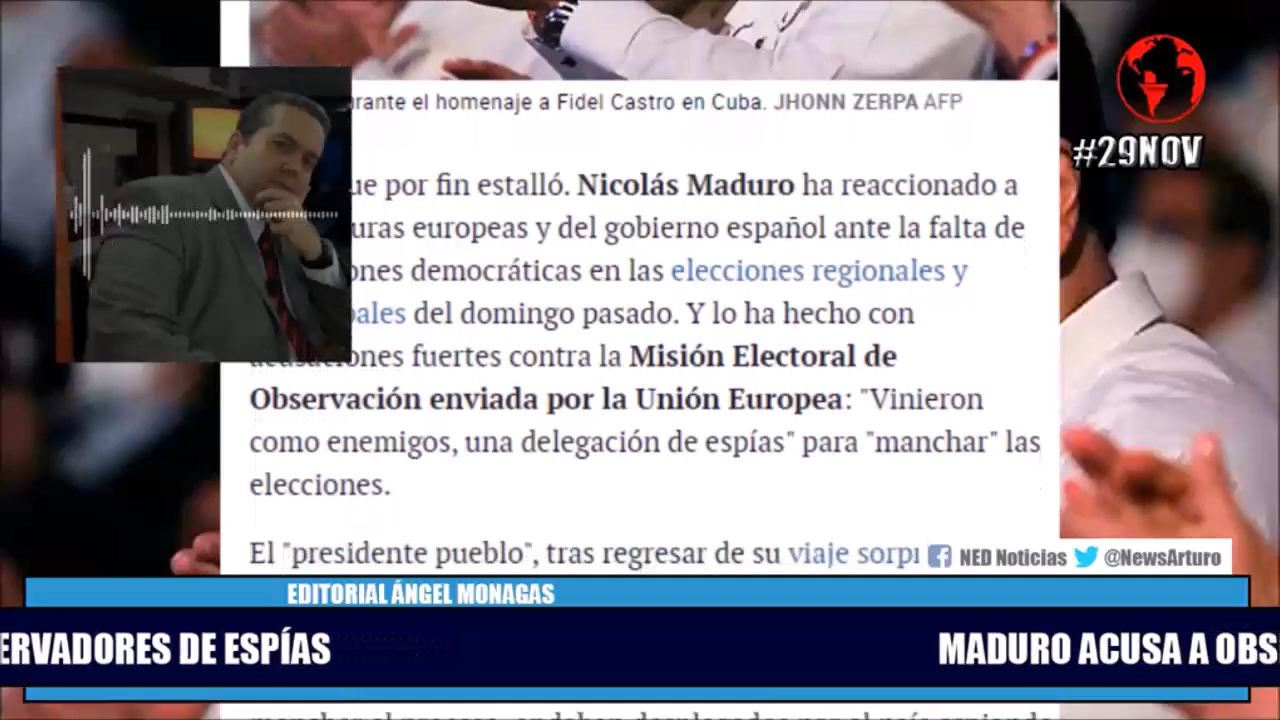 urante el homenaje a Fidel Castro en Cuba. JHONN ZERPA AFP
#29NOV
ue por fin estalló. Nicolás Maduro ha reaccionado a
uras europeas y del gobierno español ante la falta de
ones democráticas en las elecciones regionales y
pales del domingo pasado. Y lo ha hecho con
acusaciones fuertes contra la Misión Electoral de
Observación enviada por la Unión Europea: "Vinieron
como enemigos, una delegación de espías" para "manchar" las
elecciones.
El "presidente pueblo", tras regresar de su viaje sorpr
NED Noticias @NewsArturo
EDITORIAL ÁNGEL MONAGAS
ERVADORES DE ESPÍAS MADURO ACUSA A OBS